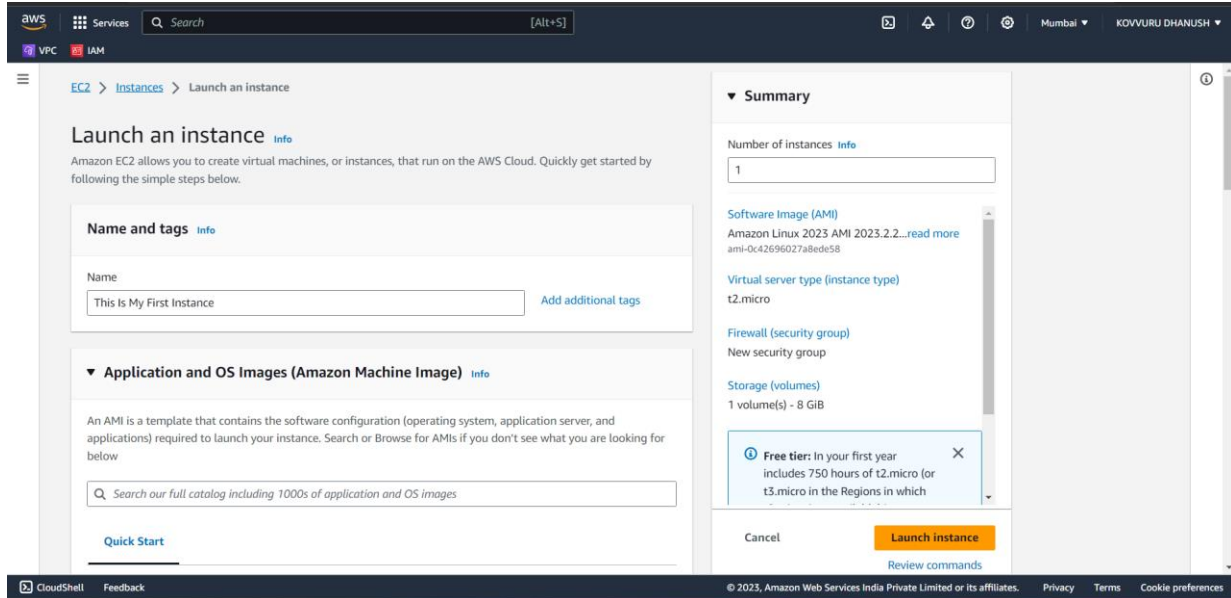 aws
Services
Search
[Alt+S]
Mumbai
KOVVURU DHANUSH
VPC
IAM
EC2 > Instances > Launch an instance
Launch an instance Info
Amazon EC2 allows you to create virtual machines, or instances, that run on the AWS Cloud. Quickly get started by
following the simple steps below.
Name and tags Info
Name
This Is My First Instance
Add additional tags
Application and OS Images (Amazon Machine Image) Info
An AMI is a template that contains the software configuration (operating system, application server, and
applications) required to launch your instance. Search or Browse for AMIs if you don't see what you are looking for
below
Search our full catalog including 1000s of application and OS images
Quick Start
Summary
Number of instances Info
1
Software Image (AMI)
Amazon Linux 2023 AMI 2023.2.2...read more
ami-0c42696027a8ede58
Virtual server type (instance type)
t2.micro
Firewall (security group)
New security group
Storage (volumes)
1 volume(s) - 8 GiB
Free tier: In your first year
includes 750 hours of t2.micro (or
t3.micro in the Regions in which
Cancel
Launch instance
Review commands
CloudShell
Feedback
© 2023, Amazon Web Services India Private Limited or its affiliates.
Privacy
Terms
Cookie preferences